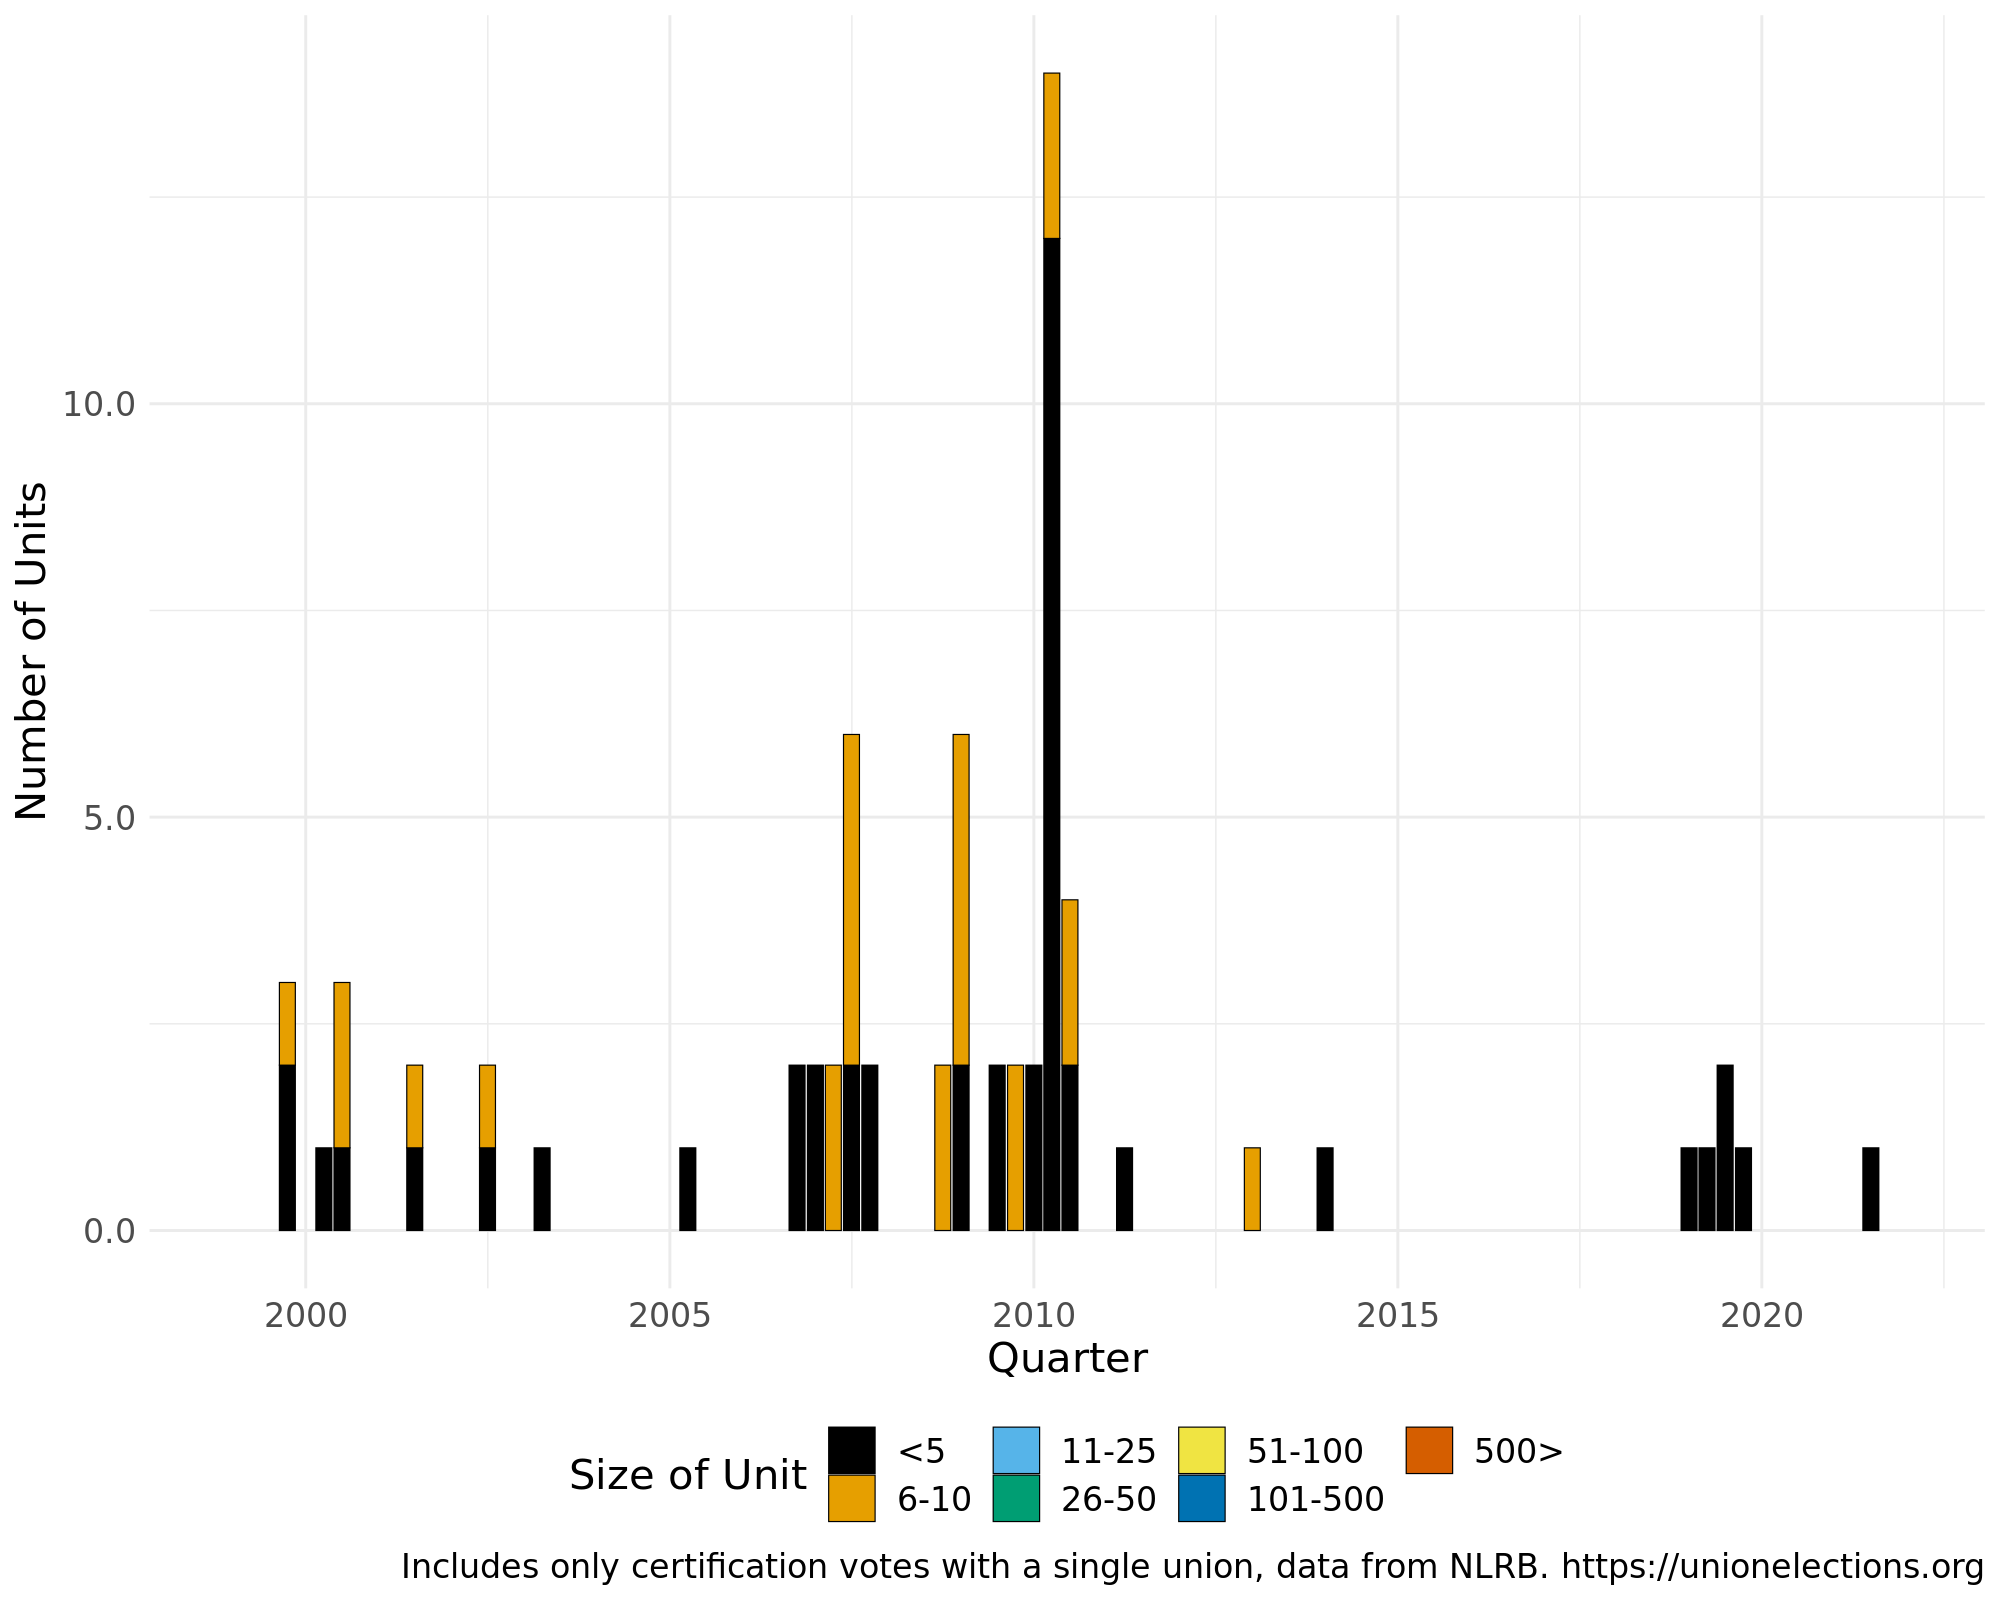 10.0
5.0
0.0
Number of Units
2000 2005 2010 2015 2020
Quarter
Size of Unit
<5 11-25 51-100 500>
6-10 26-50 101-500
Includes only certification votes with a single union, data from NLRB. https://unionelections.org